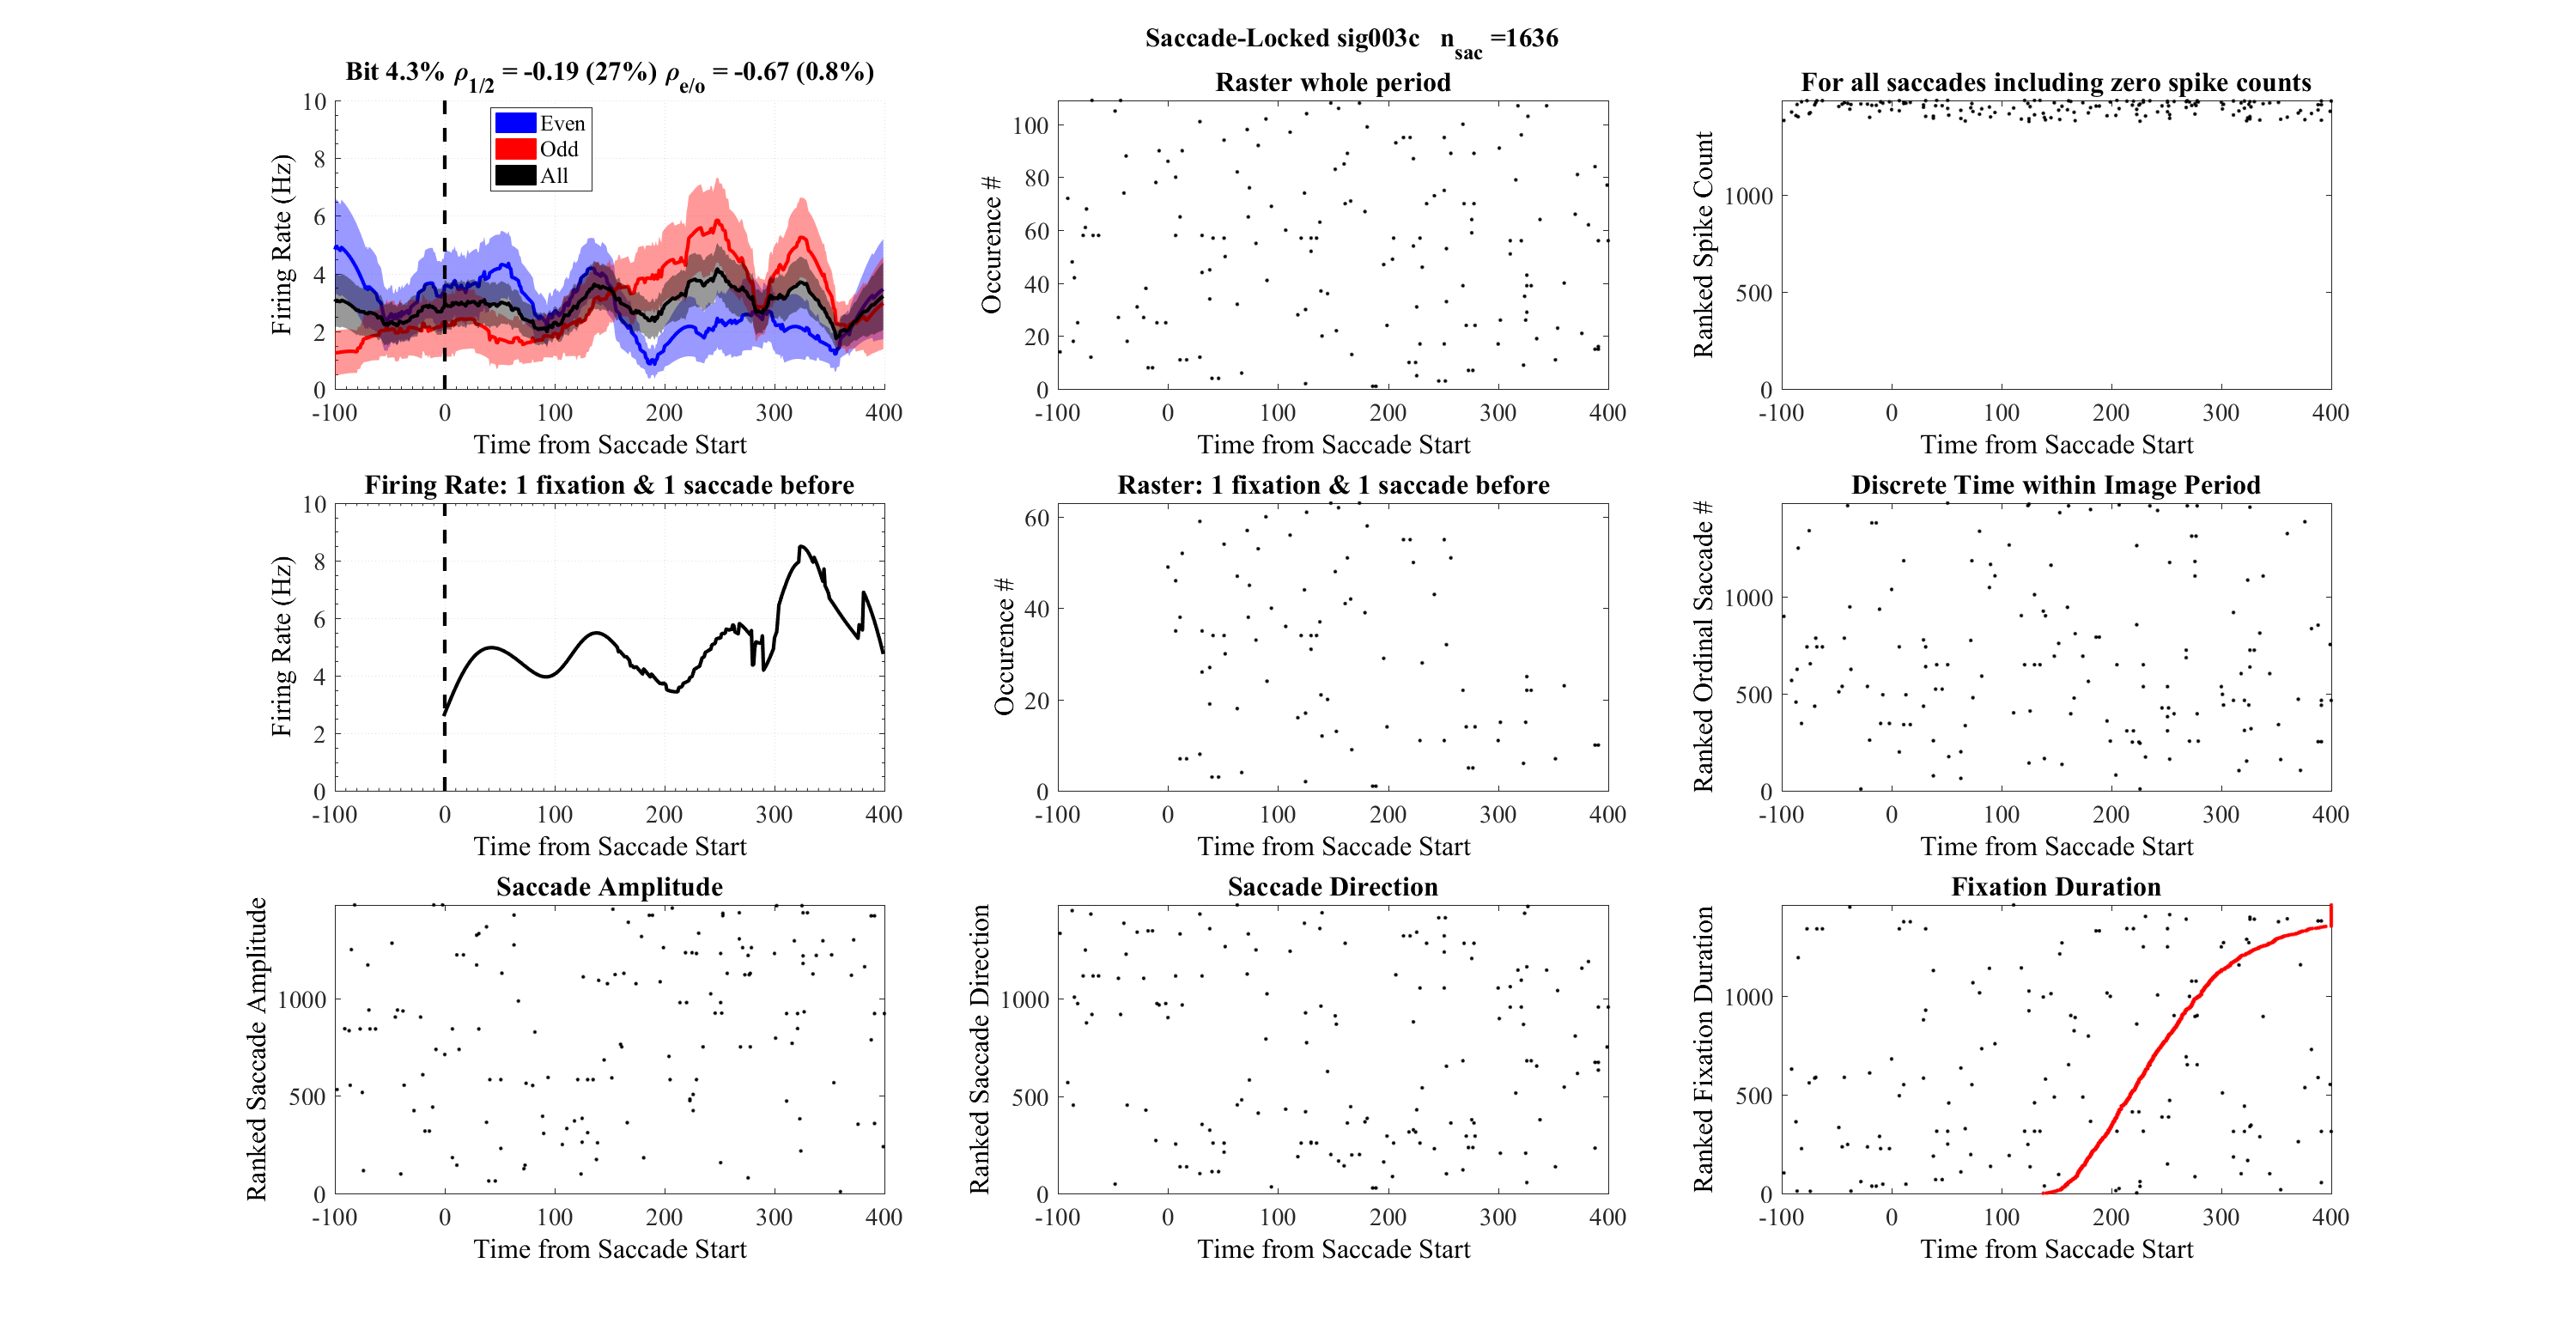 Saccade-Locked sig003c n_sac =1636
Bit 4.3% ρ_1/2 = -0.19 (27%) ρ_e/o = -0.67 (0.8%)
Even
Odd
All
10
8
6
4
2
0
-100 0 100 200 300 400
Firing Rate (Hz)
Time from Saccade Start
Raster whole period
100
80
60
40
20
0
-100 0 100 200 300 400
Occurence #
Time from Saccade Start
For all saccades including zero spike counts
1000
500
0
-100 0 100 200 300 400
Ranked Spike Count
Time from Saccade Start
Firing Rate: 1 fixation & 1 saccade before
10
8
6
4
2
0
-100 0 100 200 300 400
Firing Rate (Hz)
Time from Saccade Start
Raster: 1 fixation & 1 saccade before
60
40
20
0
-100 0 100 200 300 400
Occurence #
Time from Saccade Start
Discrete Time within Image Period
1000
500
0
-100 0 100 200 300 400
Ranked Ordinal Saccade #
Time from Saccade Start
Saccade Amplitude
1000
500
0
-100 0 100 200 300 400
Ranked Saccade Amplitude
Time from Saccade Start
Saccade Direction
1000
500
0
-100 0 100 200 300 400
Ranked Saccade Direction
Time from Saccade Start
Fixation Duration
1000
500
0
-100 0 100 200 300 400
Ranked Fixation Duration
Time from Saccade Start